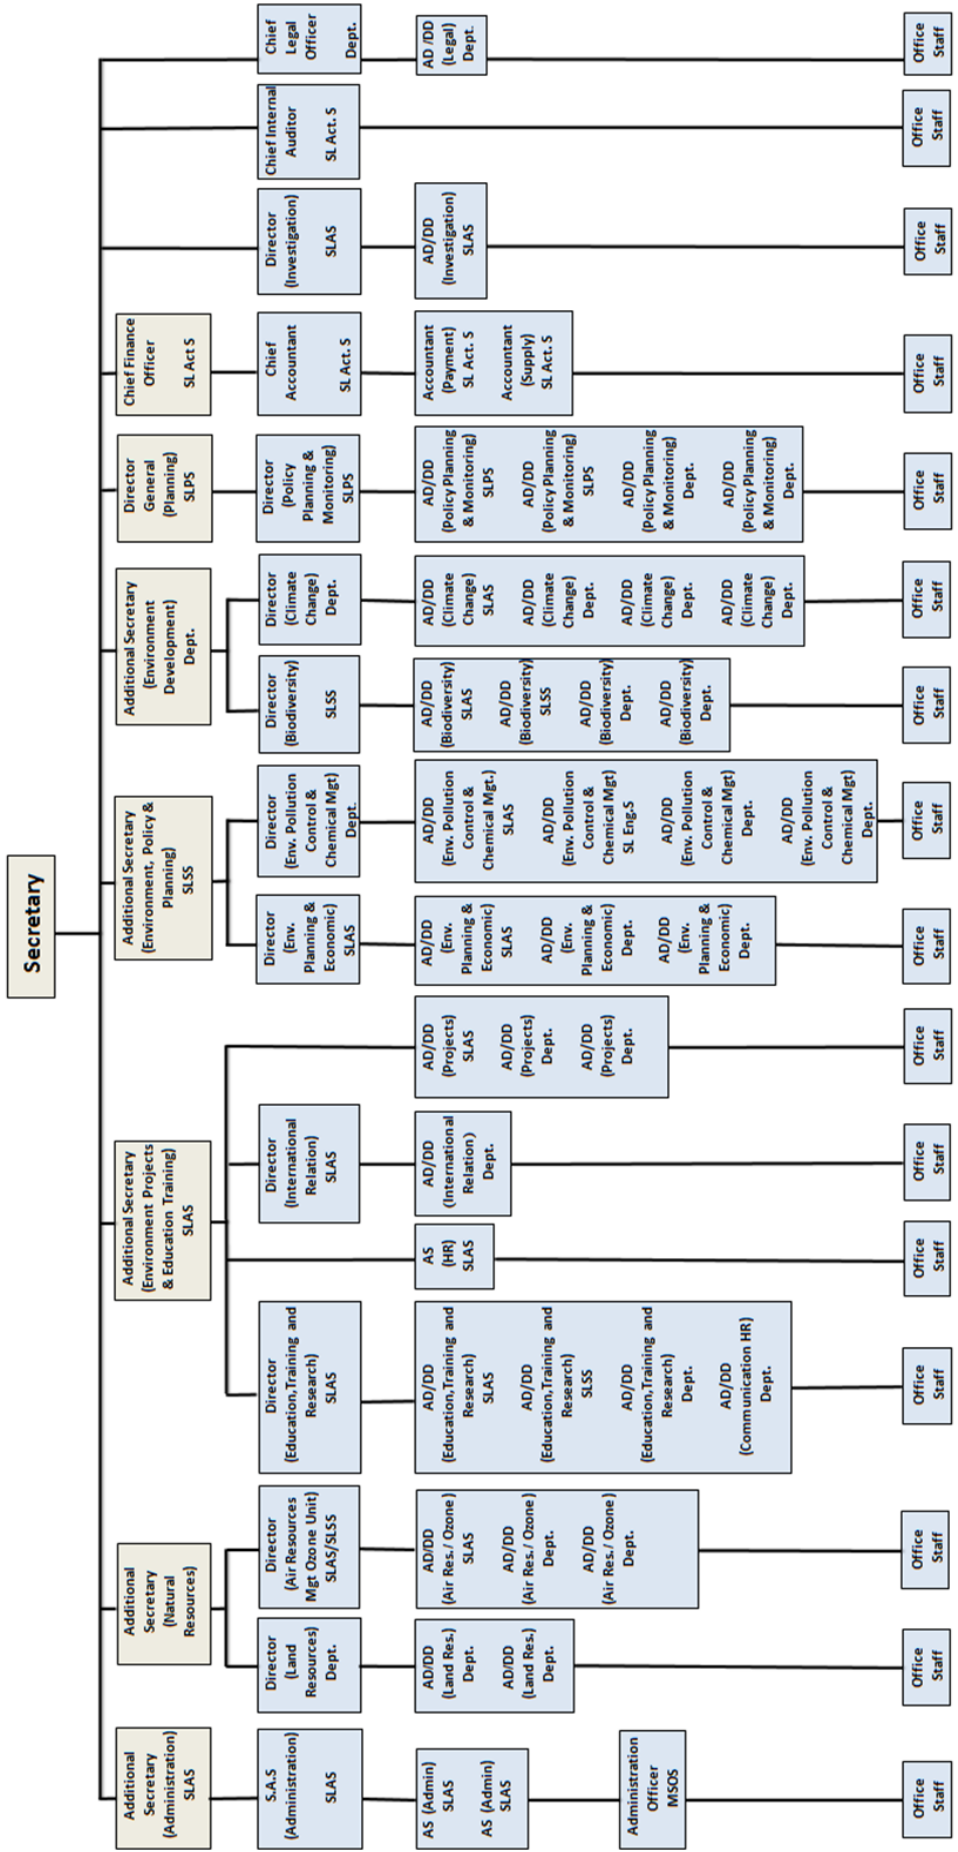 Secretary
Additional
Secretary
(Administration)
SLAS
Additional
Secretary
(Natural
Resources)
Additional Secretary
(Environment Projects
& Education Training)
SLAS
Additional Secretary
(Environment, Policy &
Planning)
SLSS
Additional Secretary
(Environment
Development)
Dept.
Director
General
(Planning)
SLPS
Chief Finance
Officer
SL Act S
S.A.S
(Administration)
SLAS
Director
(Land
Resources)
Dept.
Director
(Air Resources
Mgt Ozone Unit)
SLAS/SLSS
Director
(Education,Training and
Research)
SLAS
Director
(International
Relation)
SLAS
Director
(Env.
Planning &
Economic)
SLAS
Director
(Env. Pollution
Control &
Chemical Mgt)
Dept.
Director
(Biodiversity)
SLSS
Director
(Climate
Change)
Dept.
Director
(Policy
Planning &
Monitoring)
SLPS
Chief
Accountant
SL Act. S
Director
(Investigation)
SLAS
Chief Internal
Auditor
SL Act. S
Chief
Legal
Officer
Dept.
AS (Admin)
SLAS
AS (Admin)
SLAS
Administration
Officer
MSOS
AD/DD
(Land Res.)
Dept.
AD/DD
(Land Res.)
Dept.
AD/DD
(Air Res./ Ozone)
SLAS
AD/DD
(Air Res./ Ozone)
Dept.
AD/DD
(Air Res./ Ozone)
Dept.
AD/DD
(Education,Training and
Research)
SLAS
AD/DD
(Education,Training and
Research)
SLSS
AD/DD
(Education,Training and
Research)
Dept.
AD/DD
(Communication HR)
Dept.
AS
(HR)
SLAS
AD/DD
(International
Relation)
Dept.
AD/DD
(Projects)
SLAS
AD/DD
(Projects)
Dept.
AD/DD
(Projects)
Dept.
AD/DD
(Env.
Planning &
Economic)
SLAS
AD/DD
(Env.
Planning &
Economic)
Dept.
AD/DD
(Env.
Planning &
Economic)
Dept.
AD/DD
(Env. Pollution
Control &
Chemical Mgt.)
SLAS
AD/DD
(Env. Pollution
Control &
Chemical Mgt)
SL Eng.S
AD/DD
(Env. Pollution
Control &
Chemical Mgt)
Dept.
AD/DD
(Env. Pollution
Control &
Chemical Mgt)
Dept.
AD/DD
(Biodiversity)
SLAS
AD/DD
(Biodiversity)
SLSS
AD/DD
(Biodiversity)
Dept.
AD/DD
(Biodiversity)
Dept.
AD/DD
(Climate
Change)
SLAS
AD/DD
(Climate
Change)
Dept.
AD/DD
(Climate
Change)
Dept.
AD/DD
(Climate
Change)
Dept.
AD/DD
(Policy Planning
& Monitoring)
SLPS
AD/DD
(Policy Planning
& Monitoring)
SLPS
AD/DD
(Policy Planning
& Monitoring)
Dept.
AD/DD
(Policy Planning
& Monitoring)
Dept.
Accountant
(Payment)
SL Act. S
Accountant
(Supply)
SL Act. S
AD/DD
(Investigation)
SLAS
AD /DD
(Legal)
Dept.
Office
Staff
Office
Staff
Office
Staff
Office
Staff
Office
Staff
Office
Staff
Office
Staff
Office
Staff
Office
Staff
Office
Staff
Office
Staff
Office
Staff
Office
Staff
Office
Staff
Office
Staff
Office
Staff